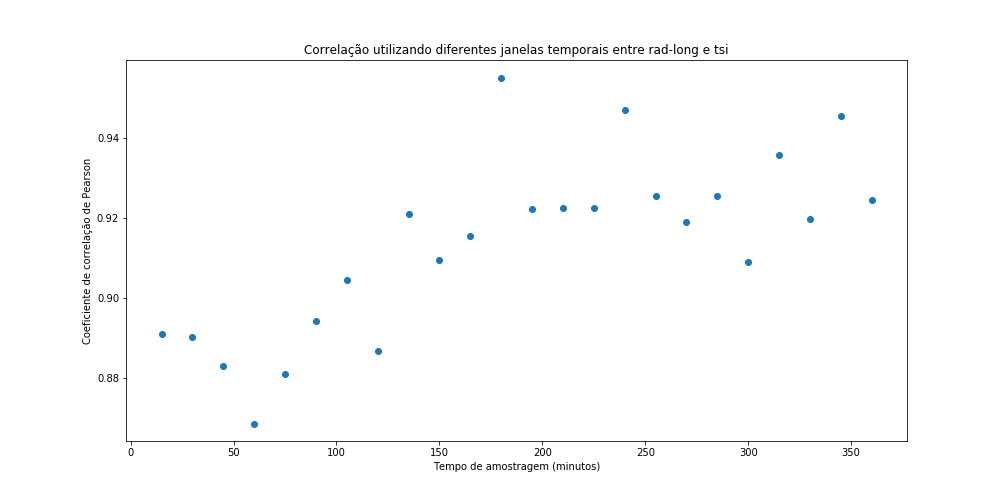 Correlação utilizando diferentes janelas temporais entre rad-long e tsi
Coeficiente de correlação de Pearson
0.94
0.92
0.90
0.88
0 50 100 150 200 250 300 350
Tempo de amostragem (minutos)